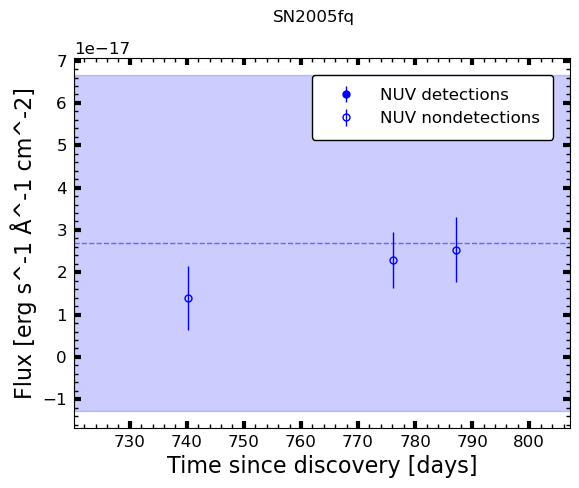 SN2005fq
1e−17
NUV detections
NUV nondetections
7
6
5
4
3
2
1
0
−1
Flux [erg s^-1 Å^-1 cm^-2]
730 740 750 760 770 780 790 800
Time since discovery [days]